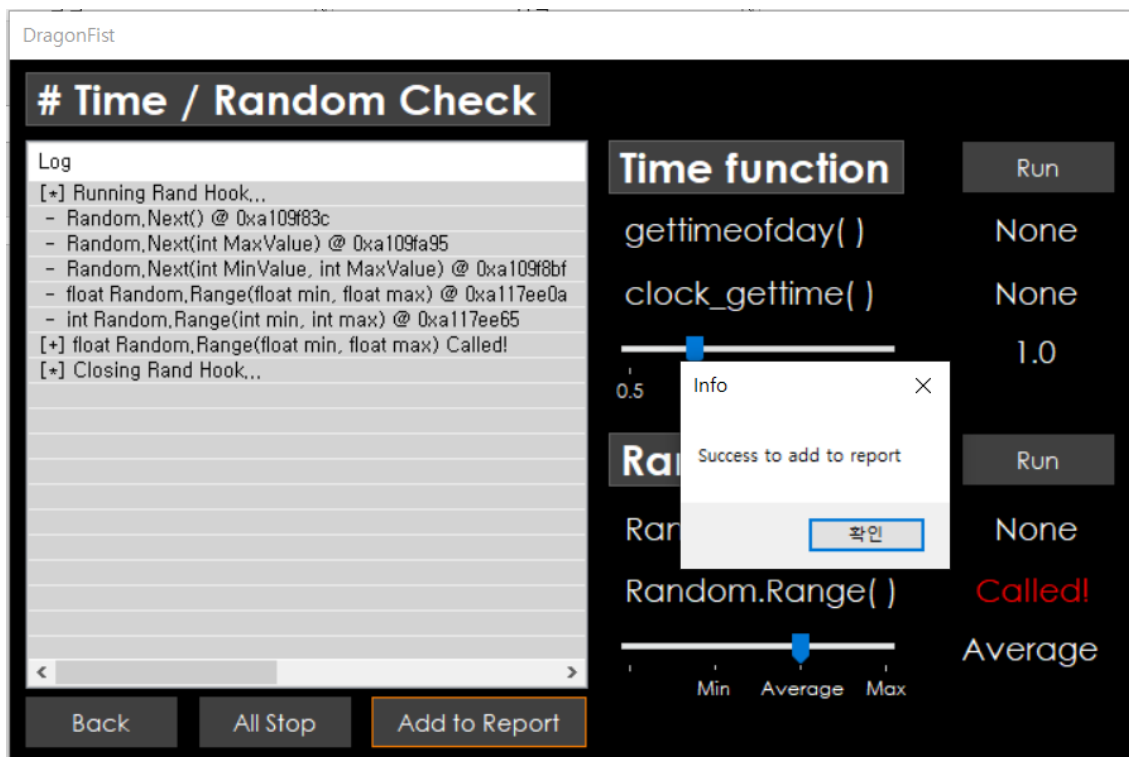 DragonFist
# Time / Random Check
Log
[*] Running Rand Hook...
- Random.Next() @ 0xa109f83c
- Random.Next(int MaxValue) @ 0xa109fa95
- Random.Next(int MinValue, int MaxValue) @ 0xa109f8bf
- float Random.Range(float min, float max) @ 0xa117ee0a
- int Random.Range(int min, int max) @ 0xa117ee65
[+] float Random.Range(float min, float max) Called!
[*] Closing Rand Hook...
Back
All Stop
Add to Report
Time function
Run
gettimeofday( )
None
clock_gettime( )
None
1.0
0.5
Info
Success to add to report
확인
Run
None
Random.Range( )
Called!
Average
Min Average Max